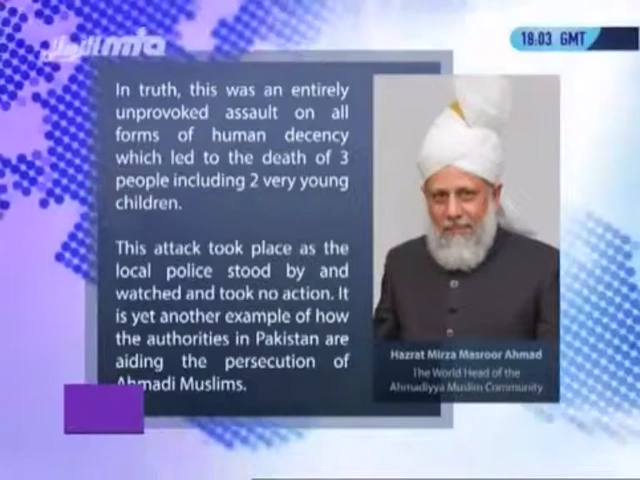 mta
18:03 GMT
In truth, this was an entirely
unprovoked assault on all
forms of human decency
which led to the death of 3
people including 2 very young
children.
This attack took place as the
local police stood by and
watched and took no action. It
is yet another example of how
the authorities in Pakistan are
aiding the persecution of
Ahmadi Muslims.
Hazrat Mirza Masroor Ahmad
The World Head of the
Ahmadiyya Muslim Community